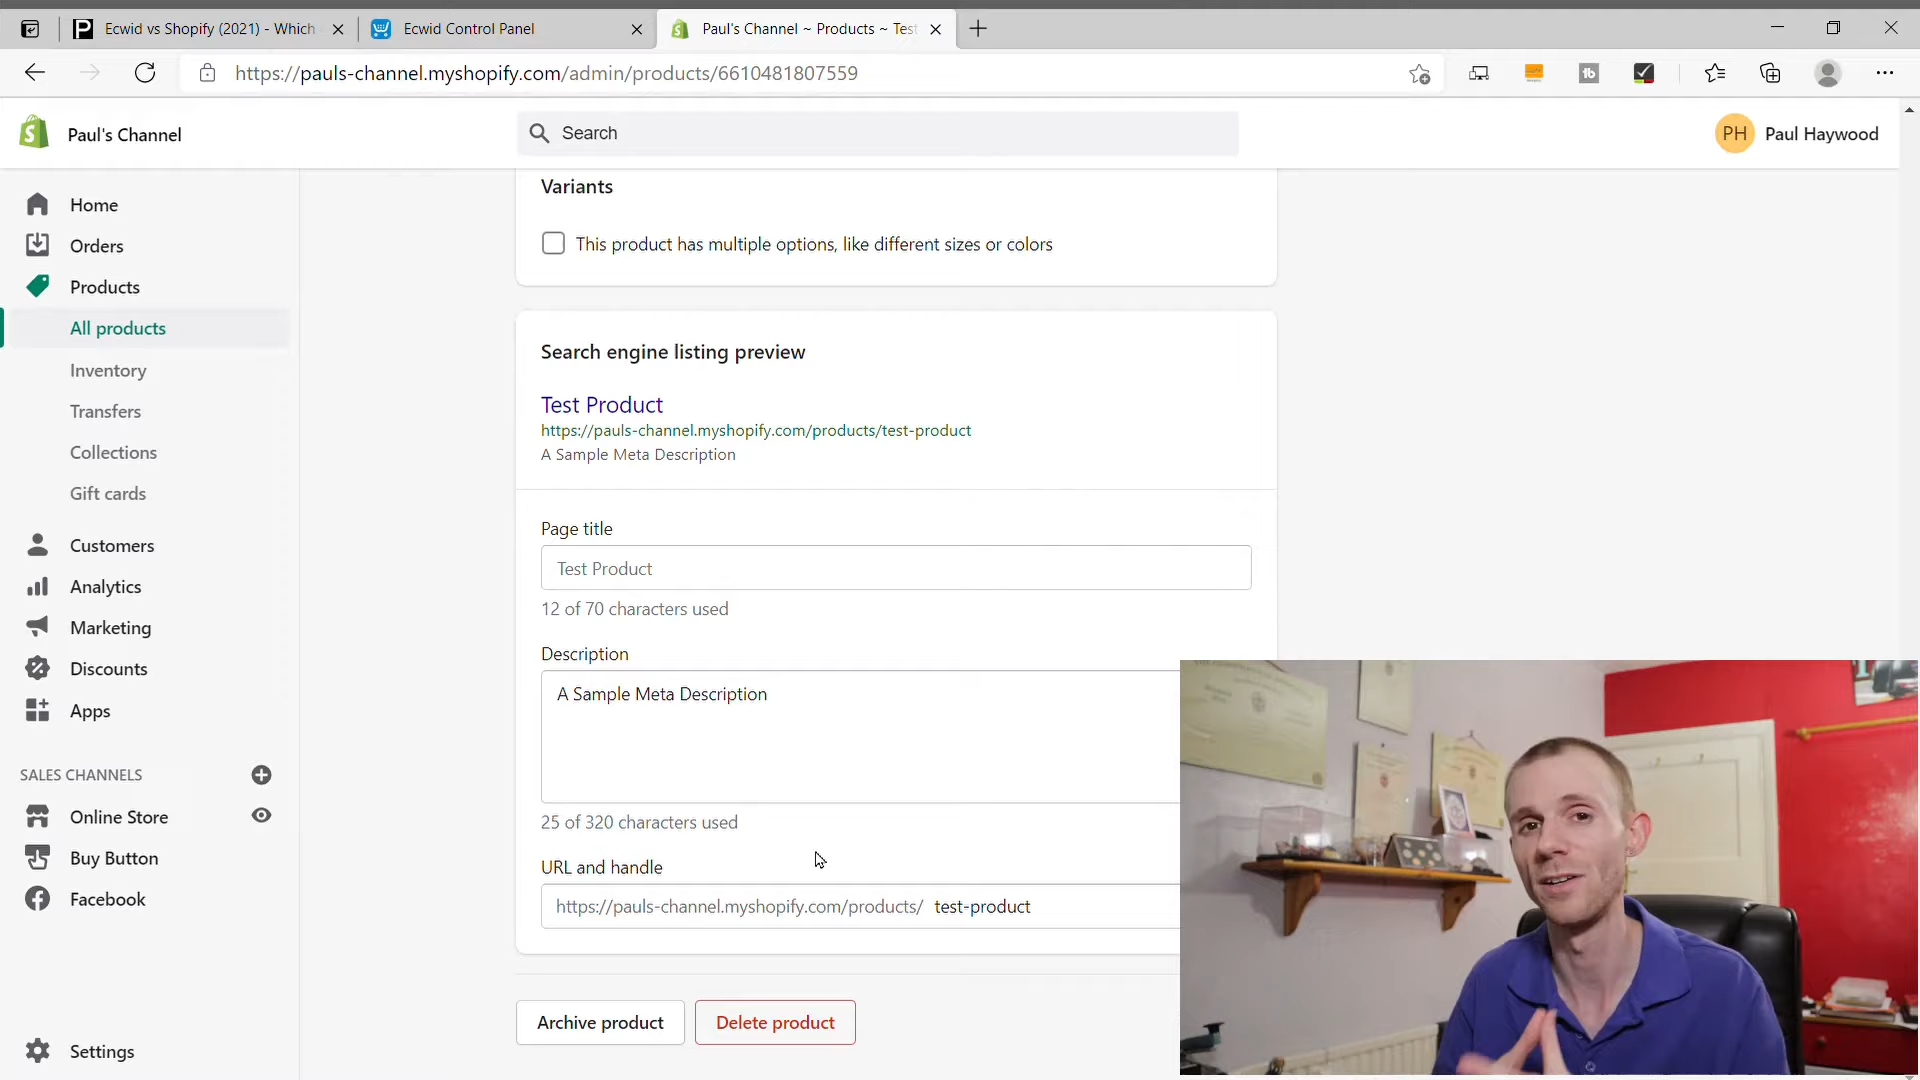 Ecwid vs Shopify (2021) - Which
Ecwid Control Panel
Paul's Channel ~ Products ~ Test
https://pauls-channel.myshopify.com/admin/products/6610481807559
Paul's Channel
Search
PH Paul Haywood
Home
Orders
Products
All products
Inventory
Transfers
Collections
Gift cards
Customers
Analytics
Marketing
Discounts
Apps
SALES CHANNELS
Online Store
Buy Button
Facebook
Settings
Variants
This product has multiple options, like different sizes or colors
Search engine listing preview
Test Product
https://pauls-channel.myshopify.com/products/test-product
A Sample Meta Description
Page title
Test Product
12 of 70 characters used
Description
A Sample Meta Description
25 of 320 characters used
URL and handle
https://pauls-channel.myshopify.com/products/ test-product
Archive product
Delete product